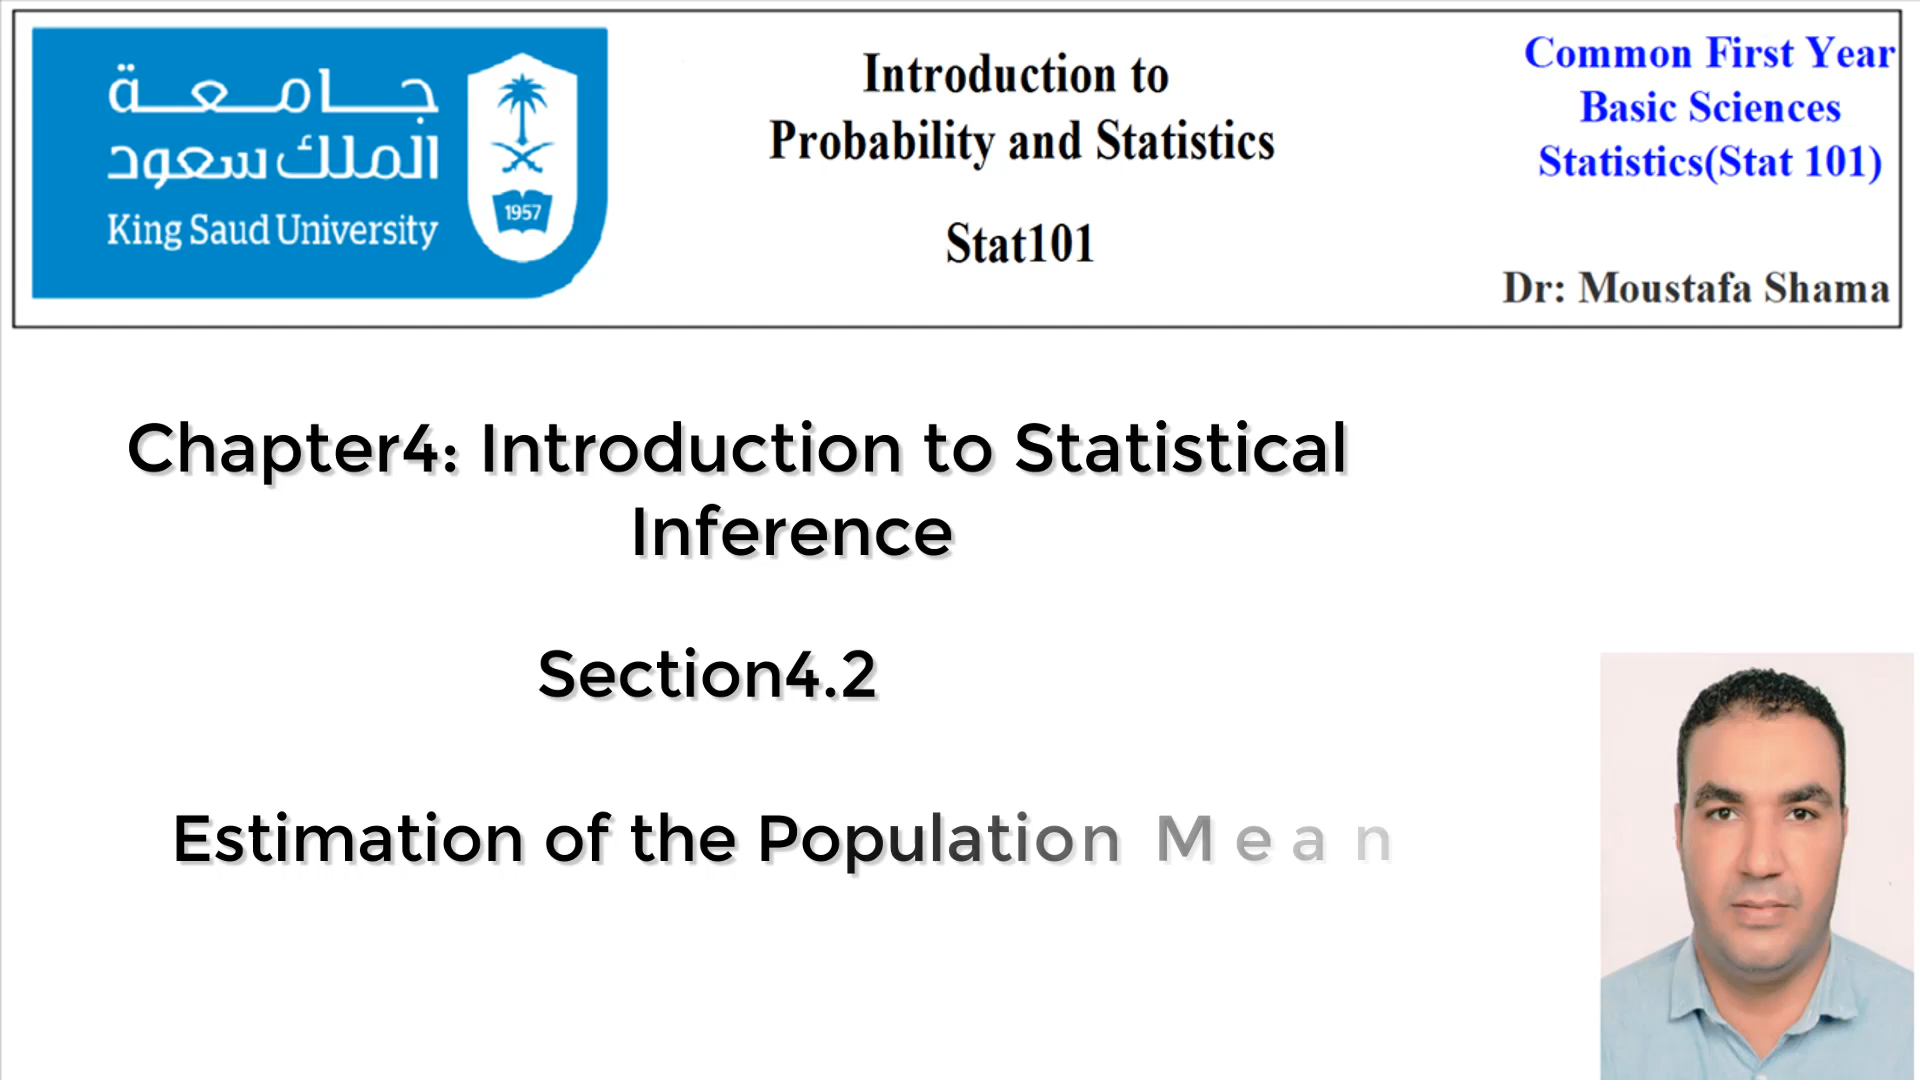 جامعة
الملك سعود
King Saud University
1957
Introduction to
Probability and Statistics
Stat101
Common First Year
Basic Sciences
Statistics(Stat 101)
Dr: Moustafa Shama
Chapter4: Introduction to Statistical
Inference
Section4.2
Estimation of the Population Mean